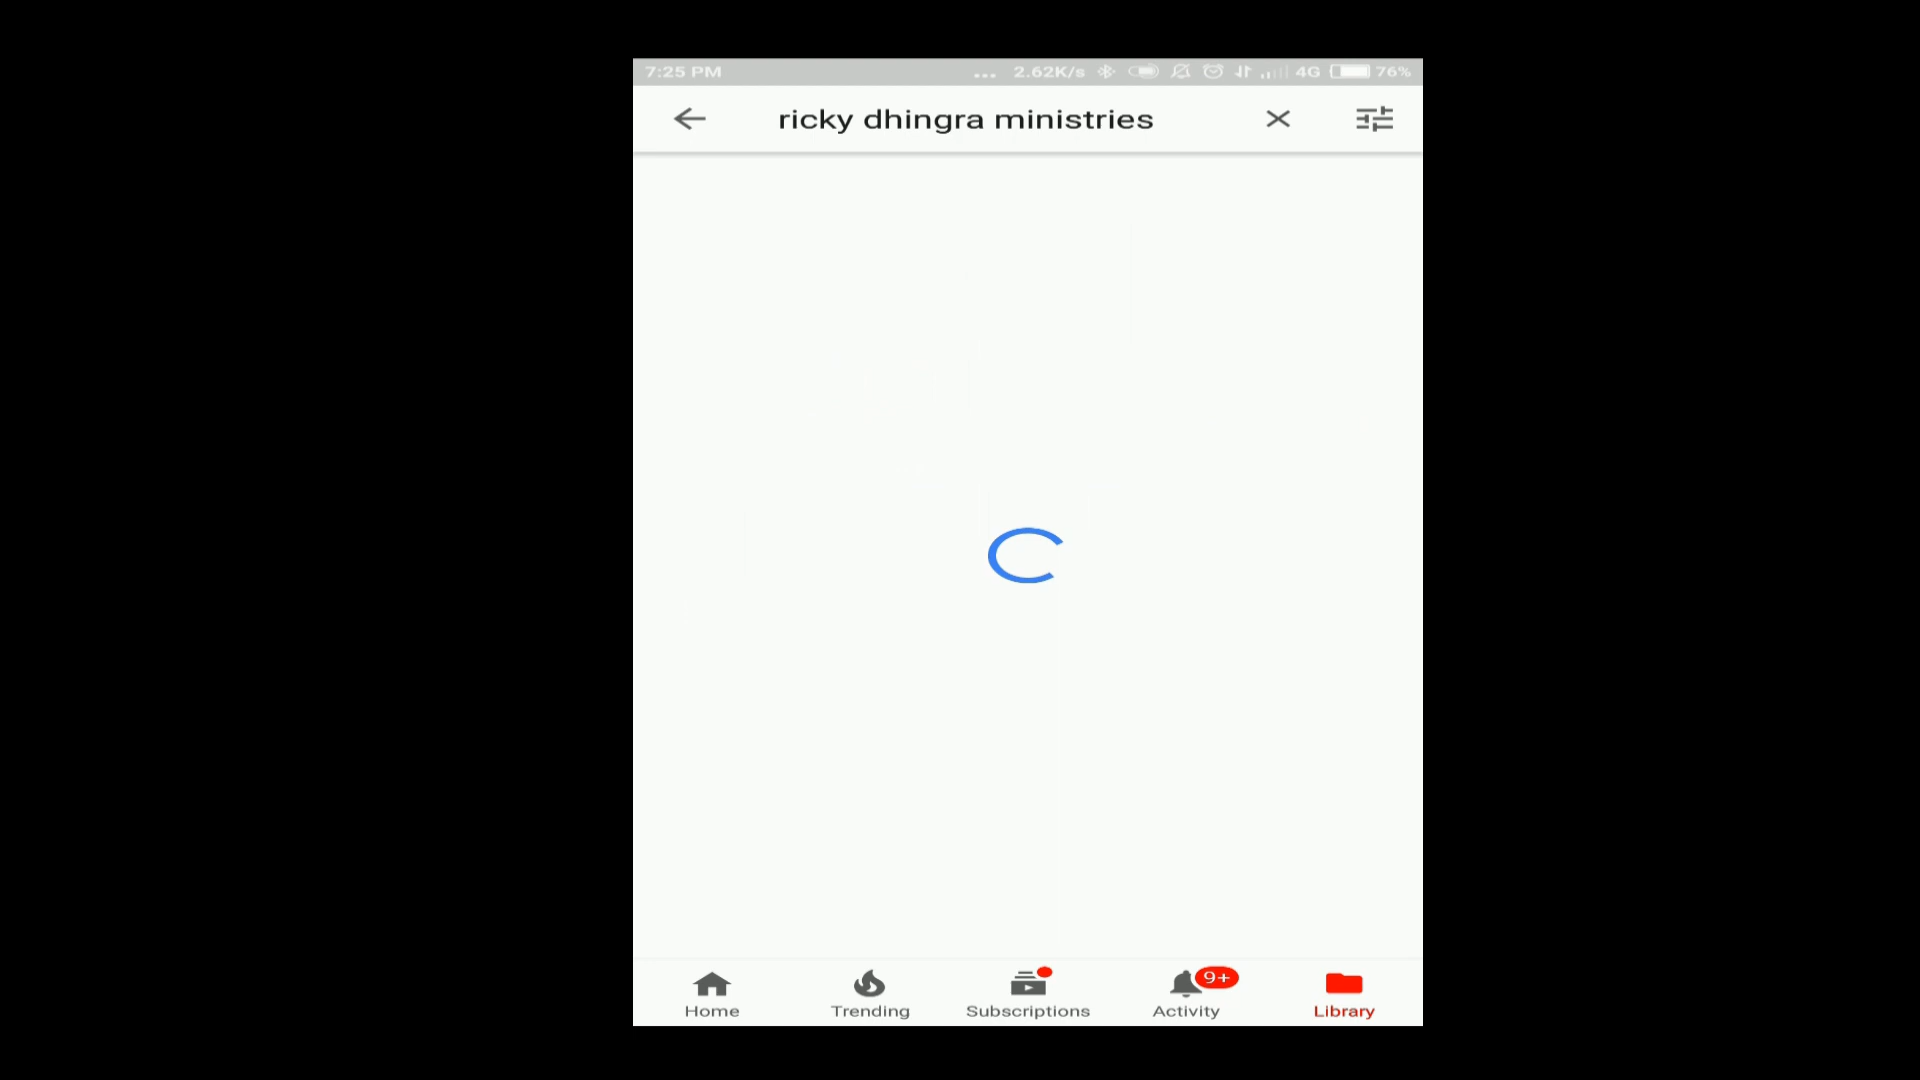 7:25 PM ... 2.62K/s 4G 76%
ricky dhingra ministries
9+
Home Trending Subscriptions Activity Library